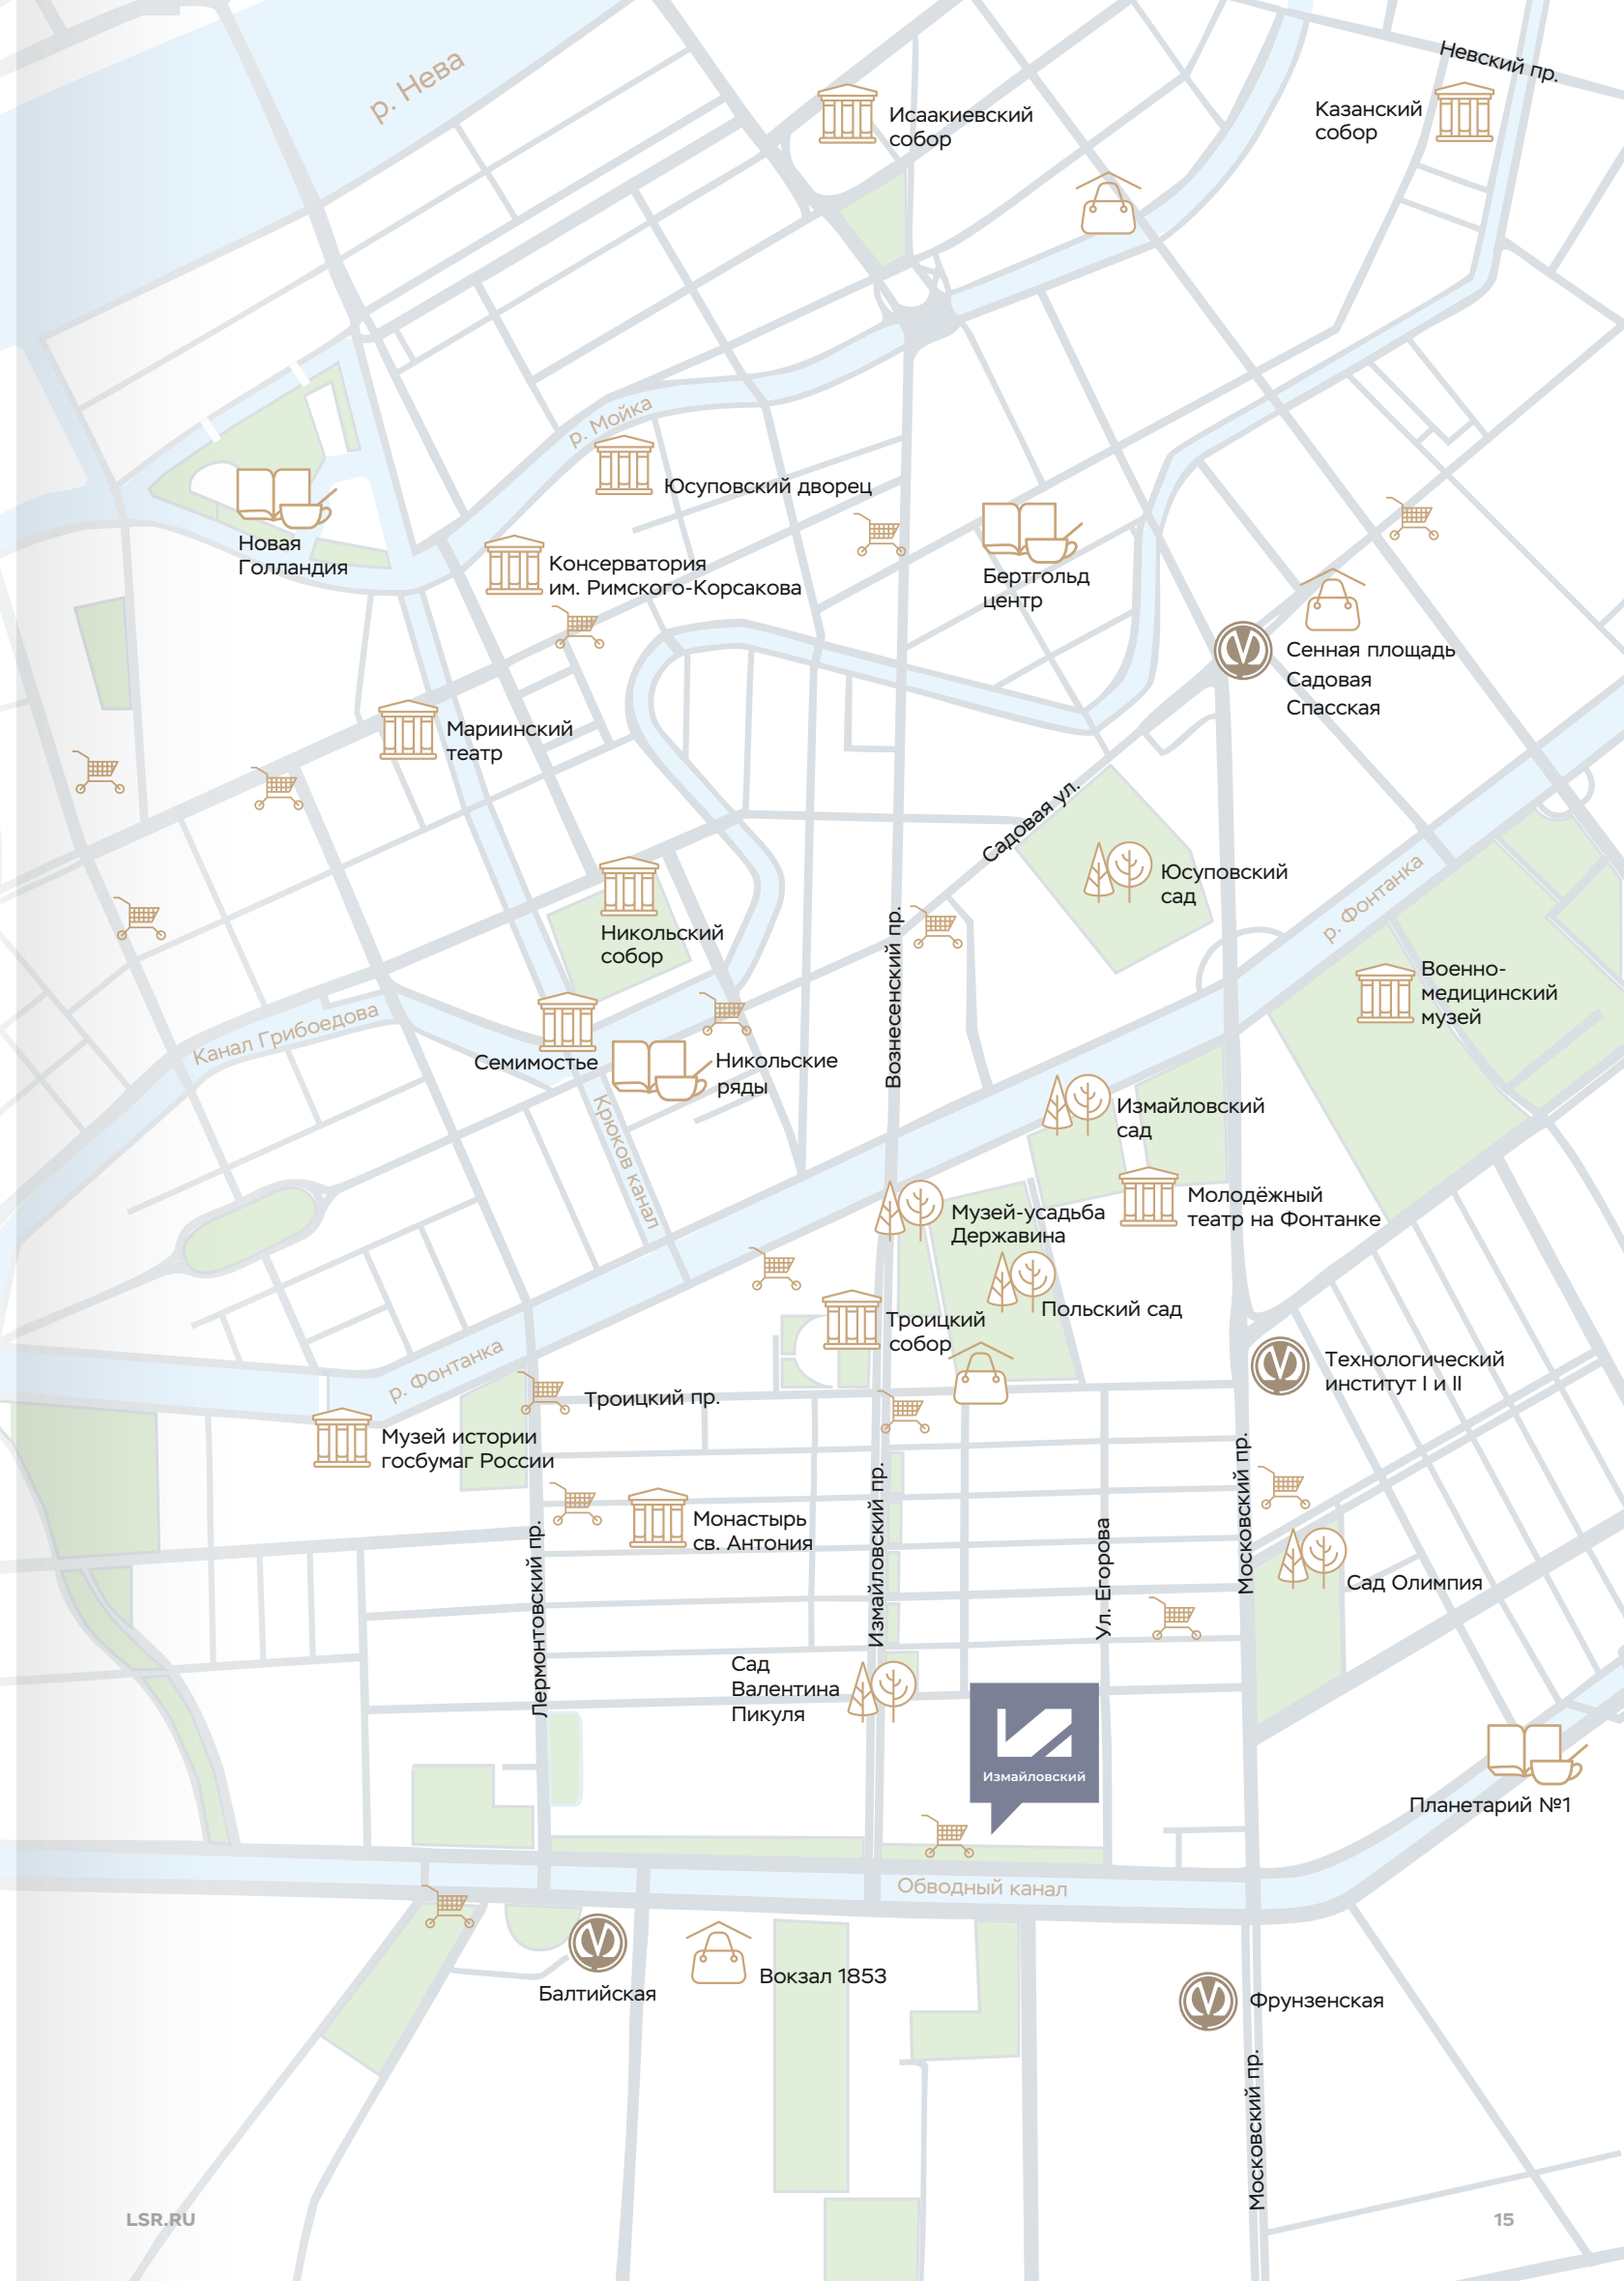 Невский пр.
р. Нева
Исаакиевский
собор
Казанский
собор
р. Мойка
Юсуповский дворец
Новая
Голландия
Консерватория
им. Римского-Корсакова
Бертгольд
центр
Сенная площадь
Садовая
Спасская
Мариинский
театр
Садовая ул.
Юсуповский
сад
р. Фонтанка
Никольский
собор
Вознесенский пр.
Военно-
медицинский
музей
Канал Грибоедова
Семимостье
Никольские
ряды
Крюков канал
Измайловский
сад
Молодёжный
театр на Фонтанке
Музей-усадьба
Державина
Польский сад
Троицкий
собор
Технологический
институт I и II
р. Фонтанка
Троицкий пр.
Музей истории
госбумаг России
Монастырь
св. Антония
Лермонтовский пр.
Измайловский пр.
Ул. Егорова
Московский пр.
Сад Олимпия
Сад
Валентина
Пикуля
Измайловский
Планетарий №1
Обводный канал
Балтийская
Вокзал 1853
Фрунзенская
Московский пр.
LSR.RU
15